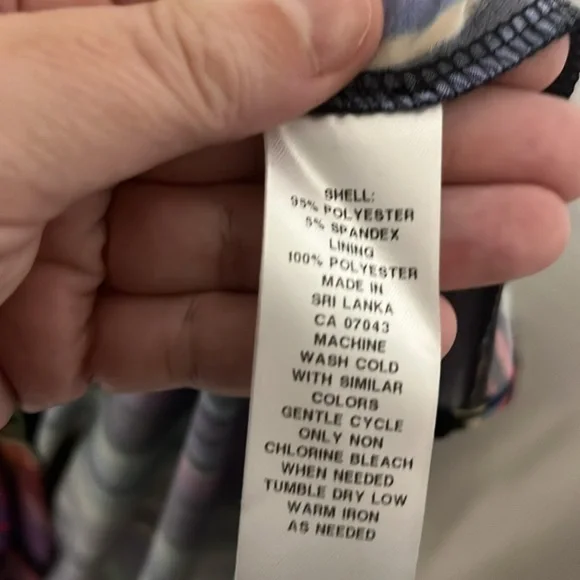 SHELL:
95% POLYESTER
5% SPANDEX
LINING
100% POLYESTER
MADE IN
SRI LANKA
CA 07043
MACHINE
WASH COLD
WITH SIMILAR
COLORS
GENTLE CYCLE
ONLY NON
CHLORINE BLEACH
WHEN NEEDED
TUMBLE DRY LOW
WARM IRON
AS NEEDED